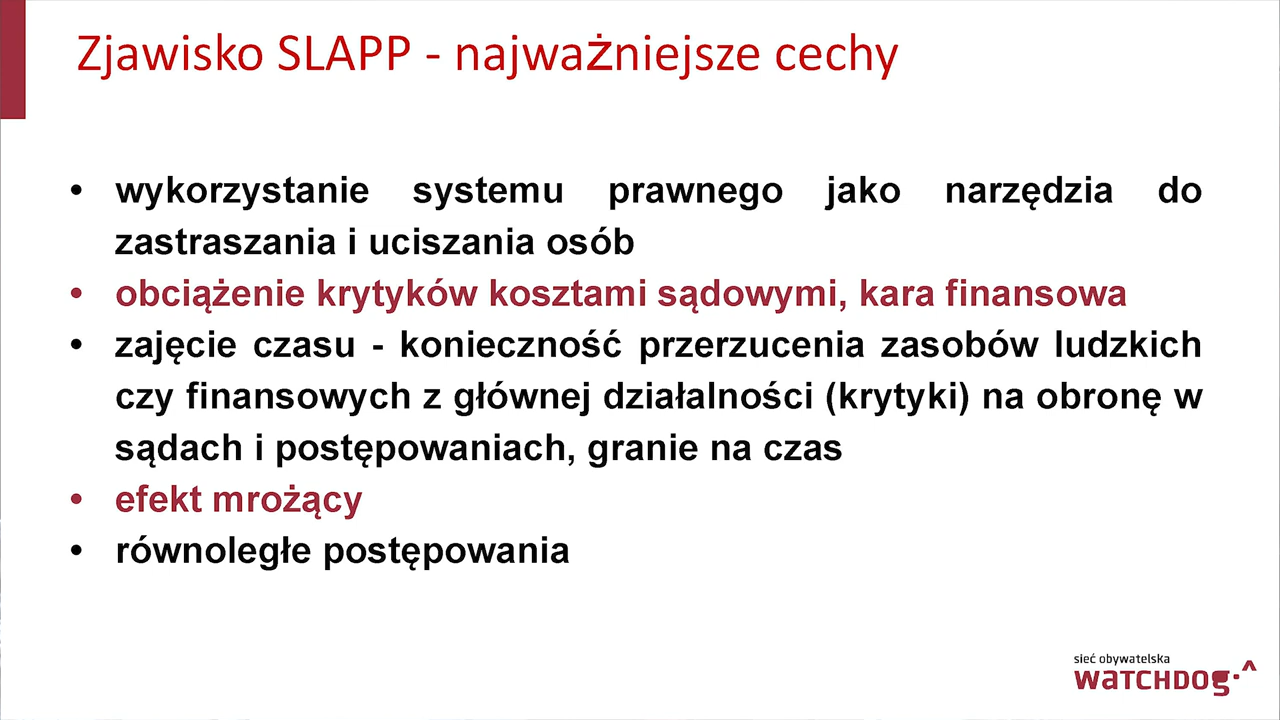 Zjawisko SLAPP - najważniejsze cechy
• wykorzystanie systemu prawnego jako narzędzia do
zastraszania i uciszania osób
• obciążenie krytyków kosztami sądowymi, kara finansowa
• zajęcie czasu - konieczność przerzucenia zasobów ludzkich
czy finansowych z głównej działalności (krytyki) na obronę w
sądach i postępowaniach, granie na czas
• efekt mrożący
• równoległe postępowania
sieć obywatelska
WATCHDOG.^